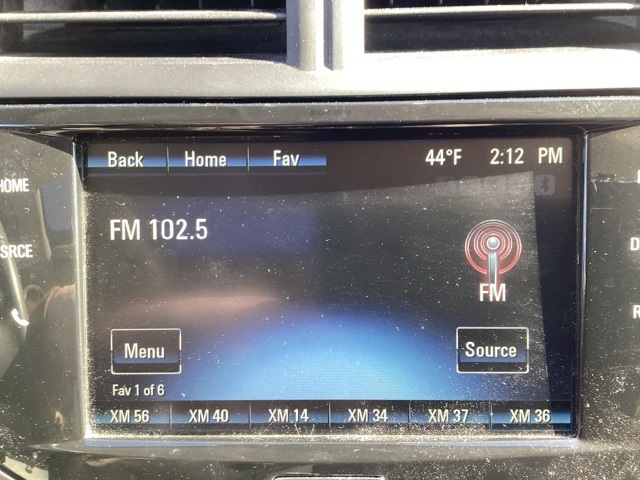 Back Home Fav 44°F 2:12 PM
HOME
FM 102.5
SRCE
FM
Menu Source
Fav 1 of 6
XM 56 XM 40 XM 14 XM 34 XM 37 XM 36